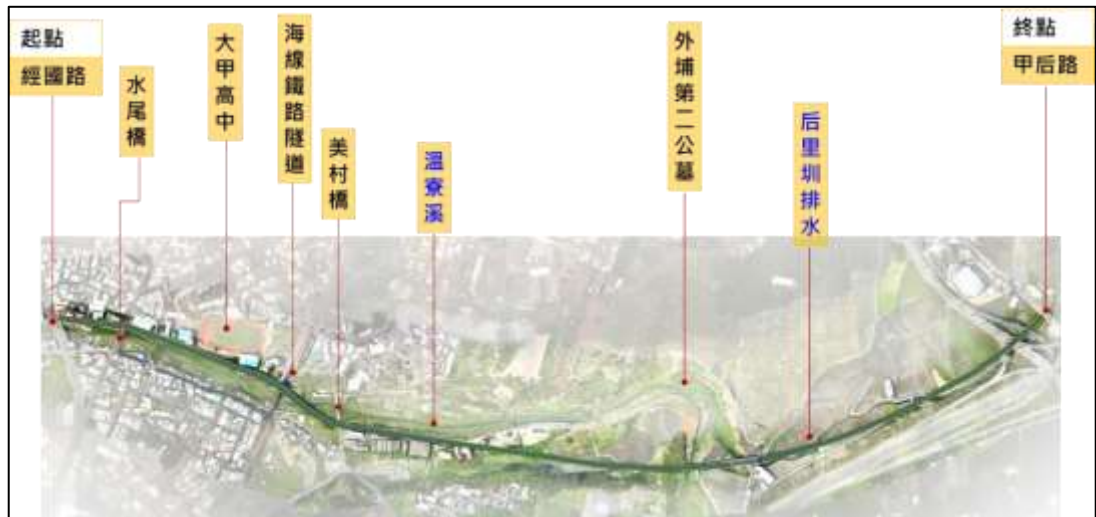 起點
經國路
水尾橋
大甲高中
海線鐵路隧道
美村橋
溫寮溪
外埔第二公墓
后里圳排水
終點
甲后路